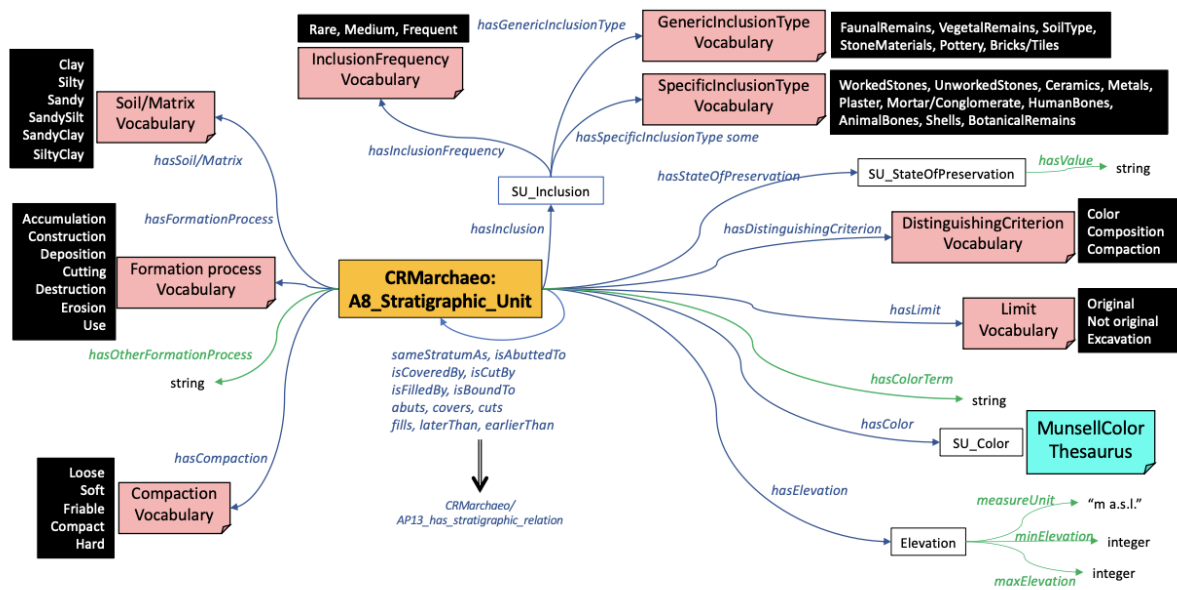 Rare, Medium, Frequent
InclusionFrequency
Vocabulary
hasGenericInclusionType
GenericInclusionType
Vocabulary
FaunalRemains, VegetalRemains, SoilType,
StoneMaterials, Pottery, Bricks/Tiles
SpecificInclusionType
Vocabulary
WorkedStones, UnworkedStones, Ceramics, Metals,
Plaster, Mortar/Conglomerate, HumanBones,
AnimalBones, Shells, BotanicalRemains
hasSpecificInclusionType some
hasInclusionFrequency
SU_Inclusion
hasInclusion
Clay
Silty
Sandy
SandySilt
SandyClay
SiltyClay
Soil/Matrix
Vocabulary
hasSoil/Matrix
hasStateOfPreservation
SU_StateOfPreservation
hasValue
string
Accumulation
Construction
Deposition
Cutting
Destruction
Erosion
Use
hasFormationProcess
Formation process
Vocabulary
hasOtherFormationProcess
string
CRMarchaeo:
A8_Stratigraphic_Unit
hasDistinguishingCriterion
DistinguishingCriterion
Vocabulary
Color
Composition
Compaction
hasLimit
Limit
Vocabulary
Original
Not original
Excavation
sameStratumAs, isAbuttedTo
isCoveredBy, isCutBy
isFilledBy, isBoundTo
abuts, covers, cuts
fills, laterThan, earlierThan
CRMarchaeo/
AP13_has_stratigraphic_relation
hasColorTerm
string
hasColor
SU_Color
MunsellColor
Thesaurus
hasCompaction
Loose
Soft
Friable
Compact
Hard
Compaction
Vocabulary
hasElevation
Elevation
measureUnit
“m a.s.l.”
minElevation
integer
maxElevation
integer